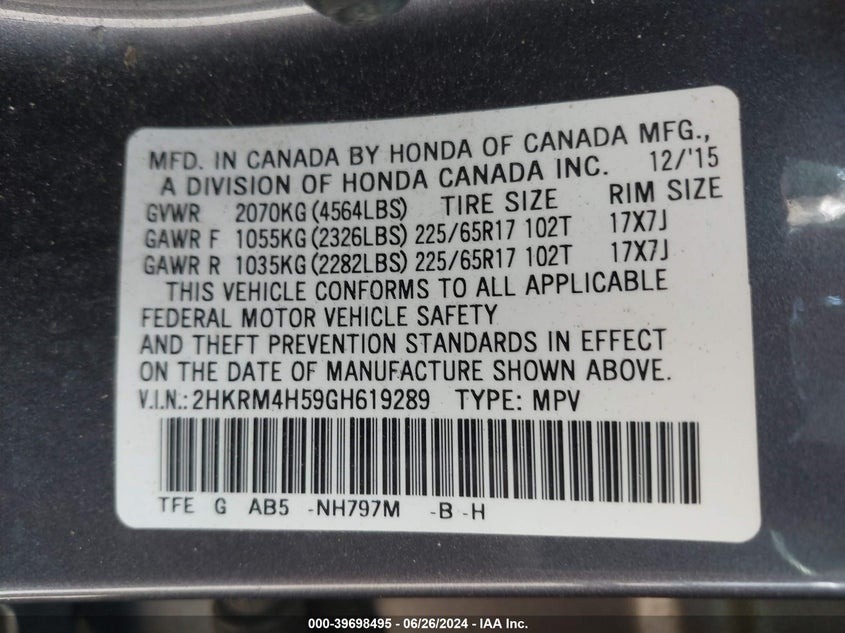 MFD. IN CANADA BY HONDA OF CANADA MFG.,
A DIVISION OF HONDA CANADA INC. 12/'15
GVWR 2070KG (4564LBS) TIRE SIZE RIM SIZE
GAWR F 1055KG (2326LBS) 225/65R17 102T 17X7J
GAWR R 1035KG (2282LBS) 225/65R17 102T 17X7J
THIS VEHICLE CONFORMS TO ALL APPLICABLE
FEDERAL MOTOR VEHICLE SAFETY
AND THEFT PREVENTION STANDARDS IN EFFECT
ON THE DATE OF MANUFACTURE SHOWN ABOVE.
V.I.N.: 2HKRM4H59GH619289 TYPE: MPV
TFE G AB5 -NH797M -B -H
000-39698495 - 06/26/2024 - IAA Inc.